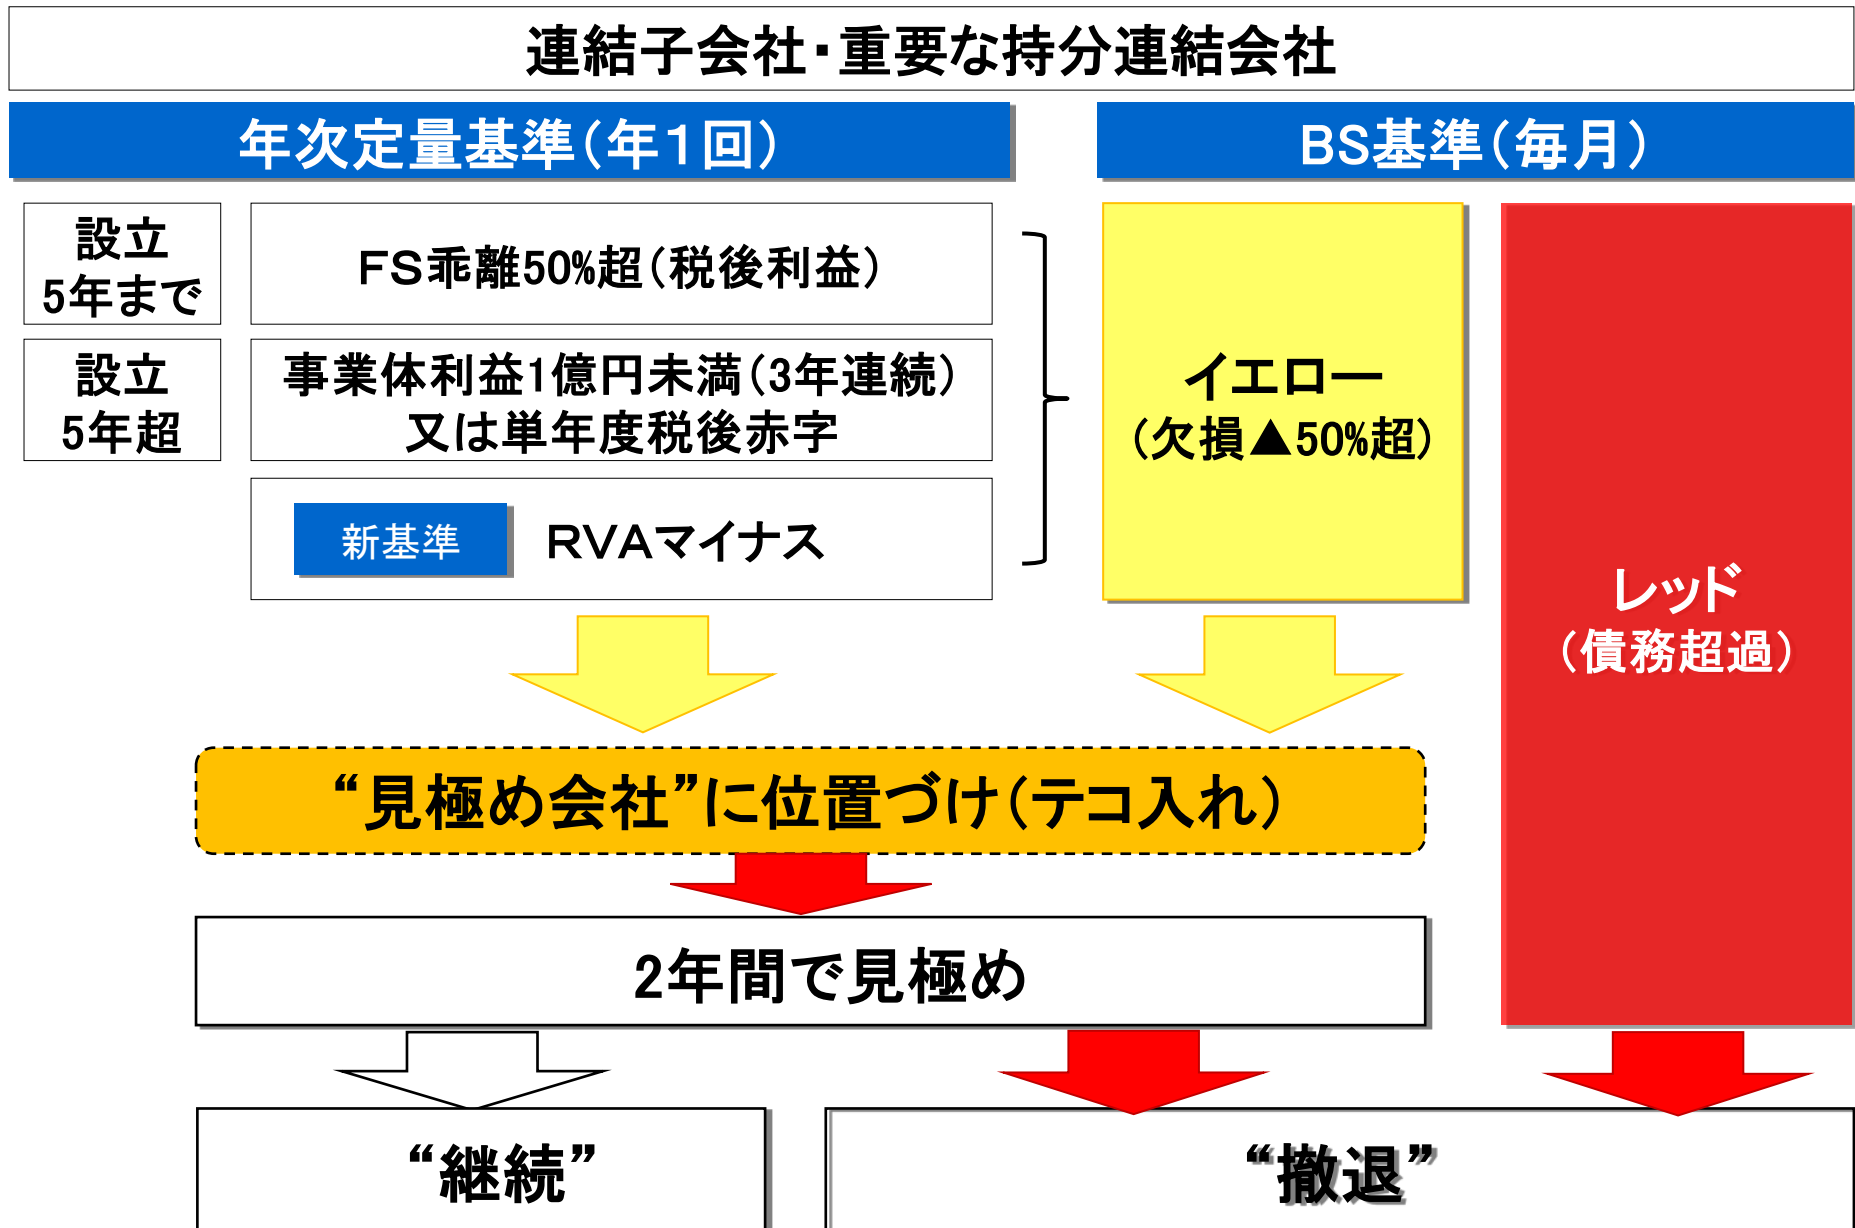 連結子会社・重要な持分連結会社
年次定量基準（年１回）
BS基準（毎月）
設立
5年まで
ＦＳ乖離50%超（税後利益）
設立
5年超
事業体利益1億円未満（3年連続）
又は単年度税後赤字
新基準
ＲＶＡマイナス
イエロー
（欠損▲50%超）
レッド
（債務超過）
“見極め会社”に位置づけ（テコ入れ）
2年間で見極め
“継続”
“撤退”